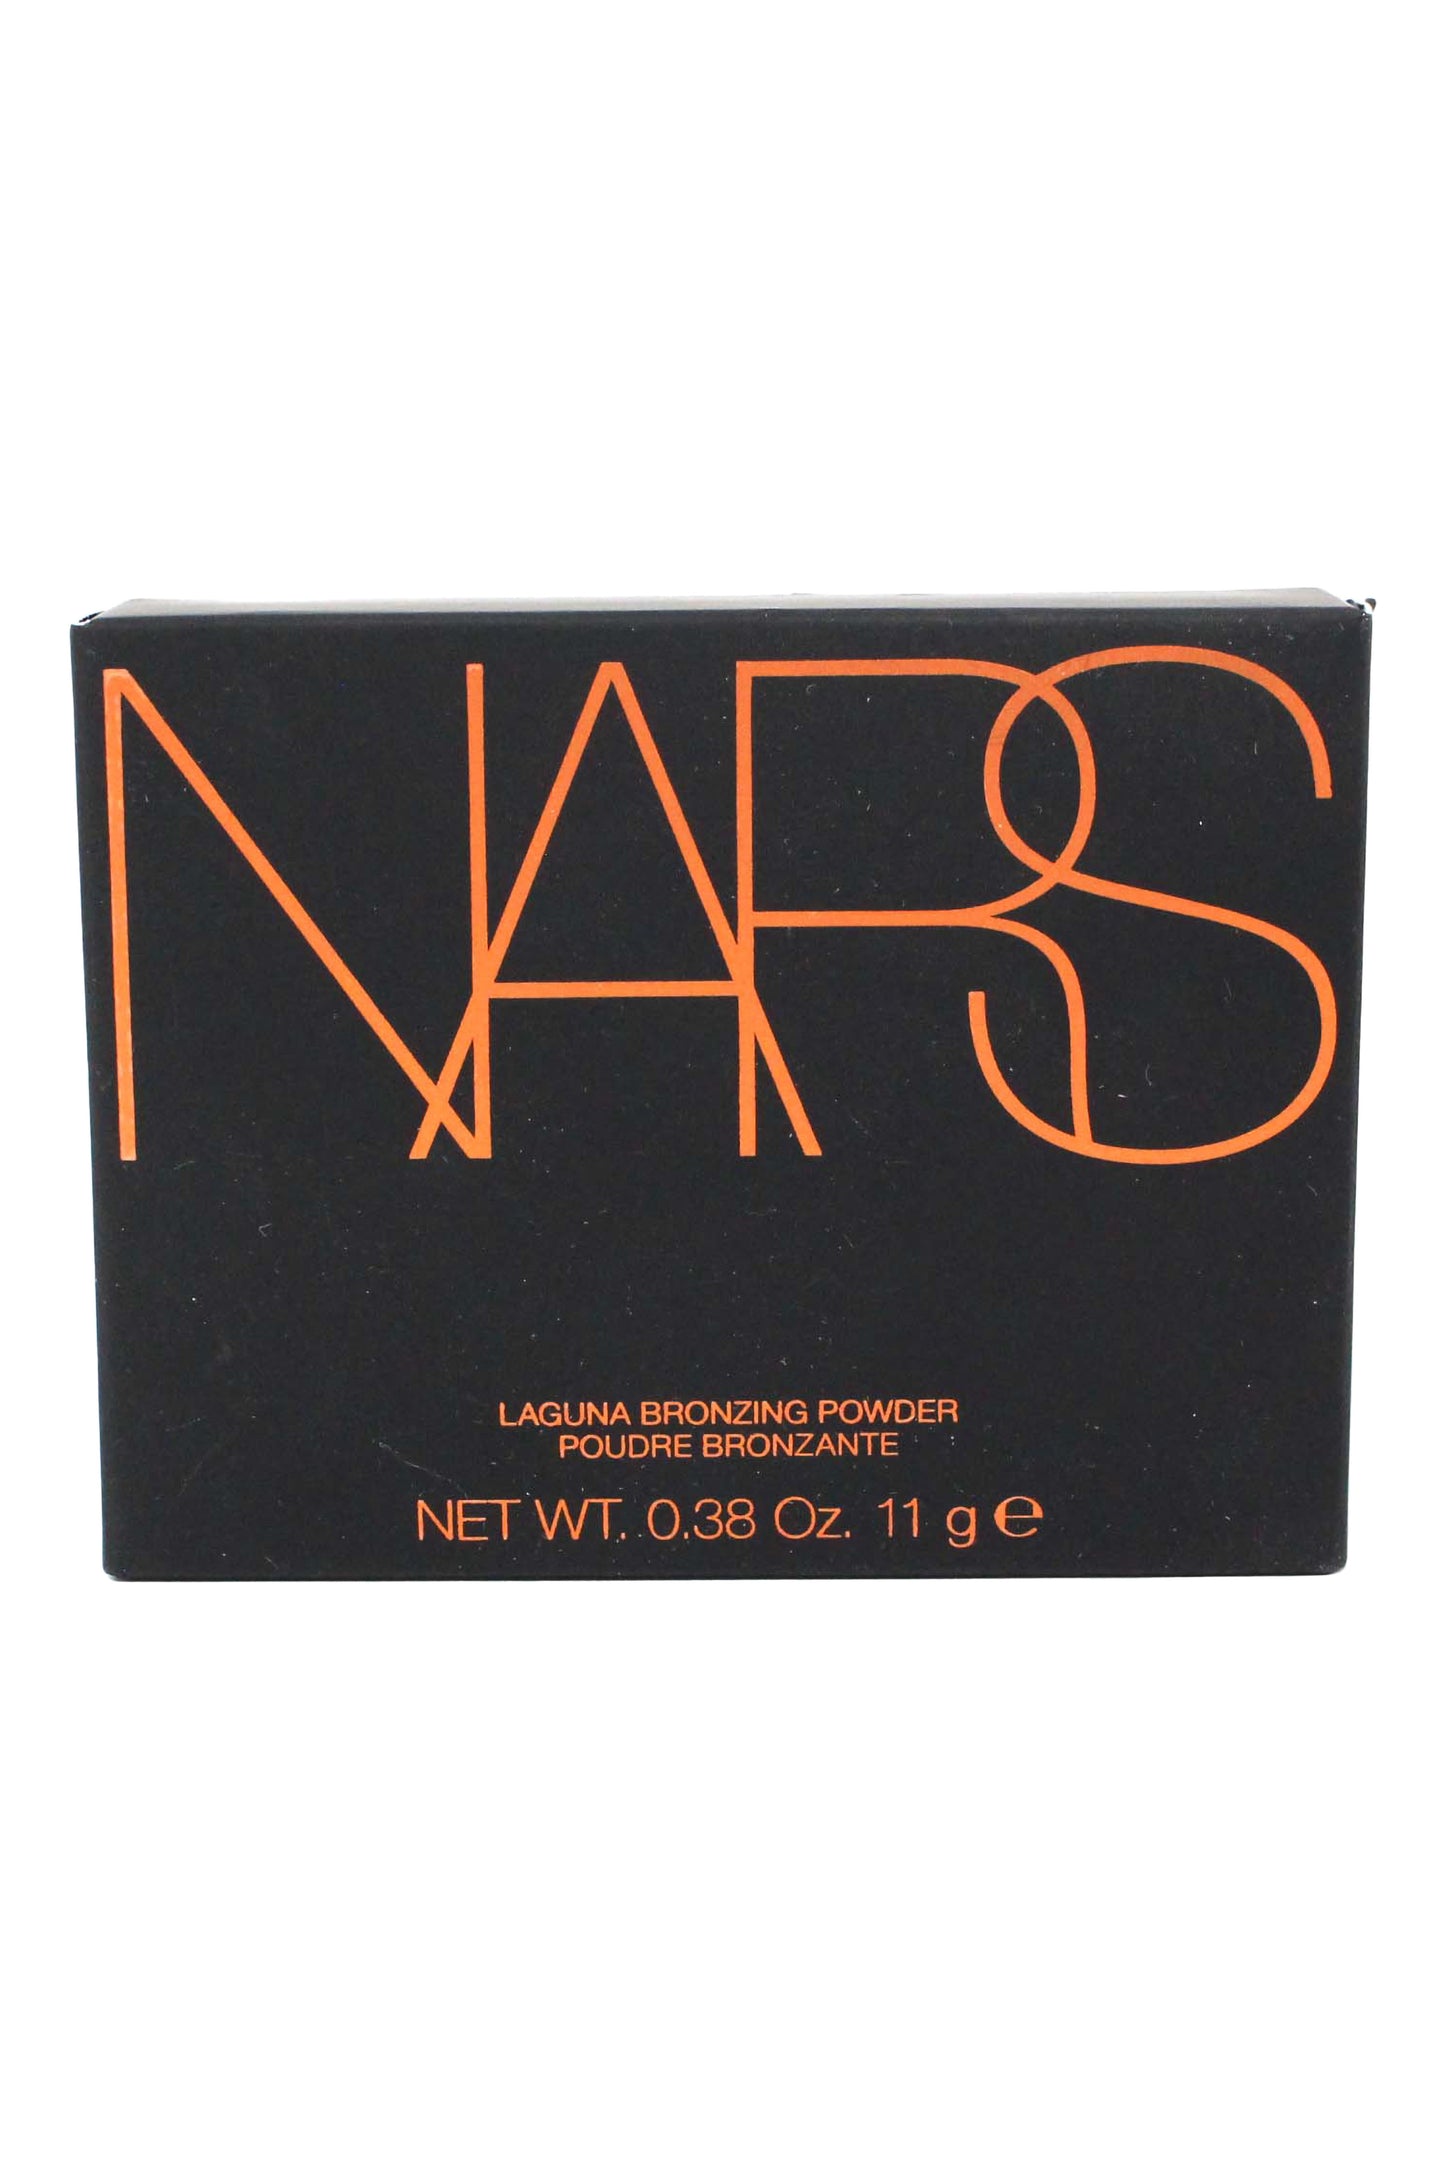 NARS
LAGUNA BRONZING POWDER
POUDRE BRONZANTE
NET WT. 0.38 Oz. 11 g ℮